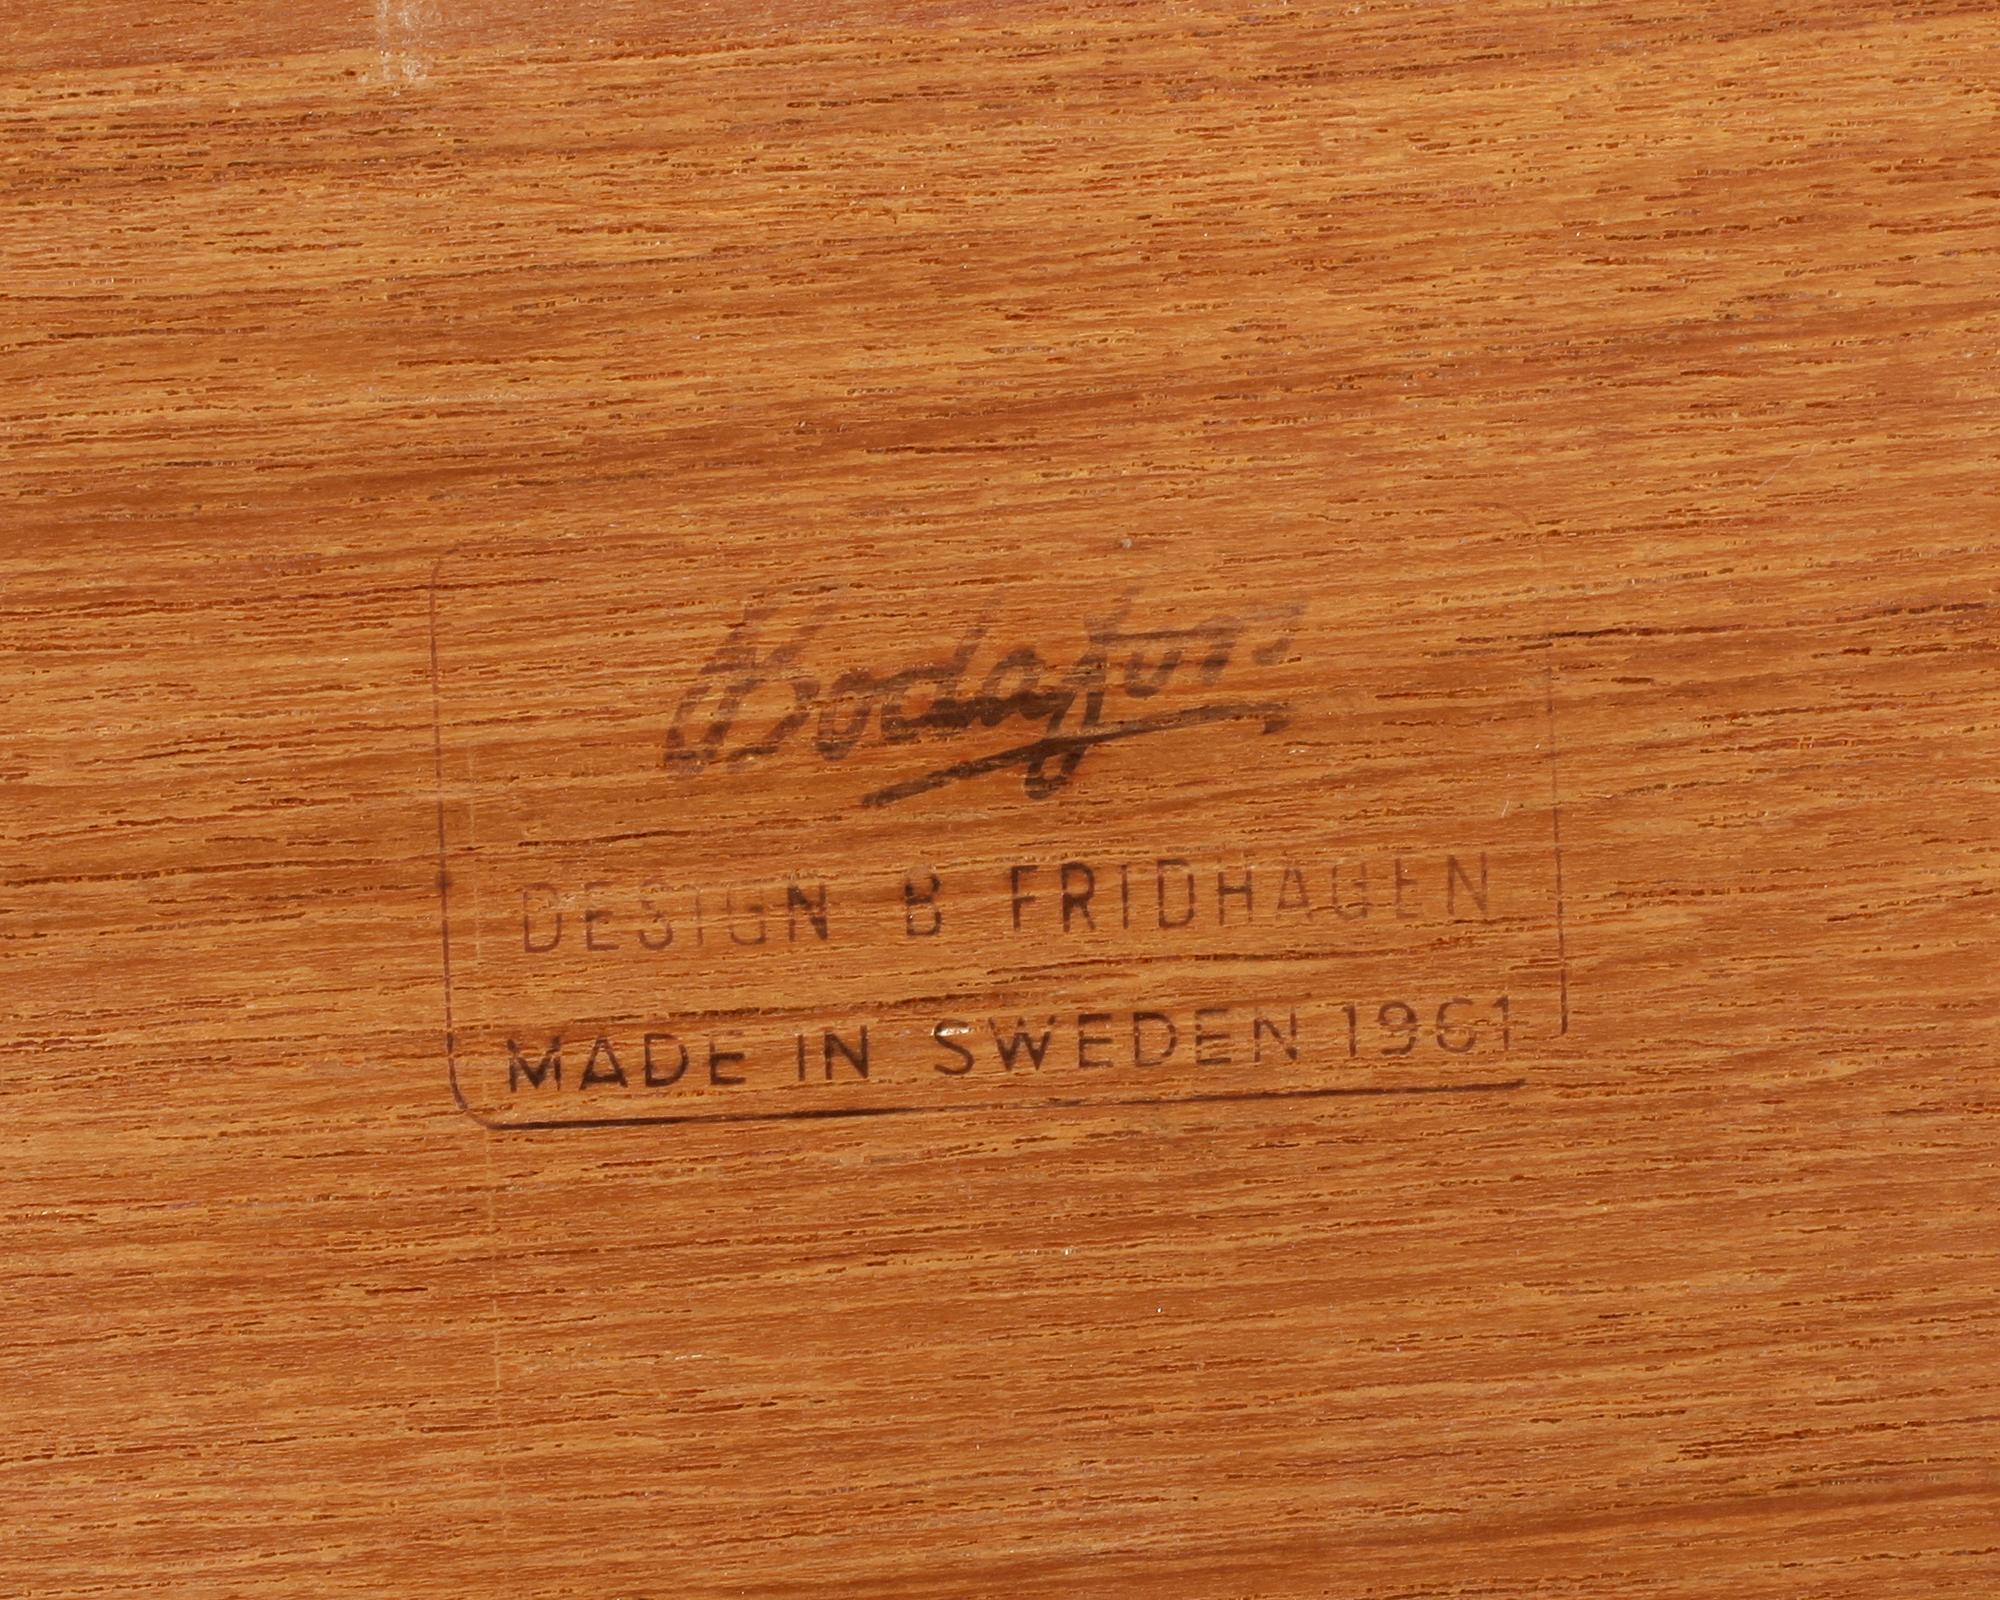 Bodafors
DESIGN B FRIDHAGEN
MADE IN SWEDEN 1961